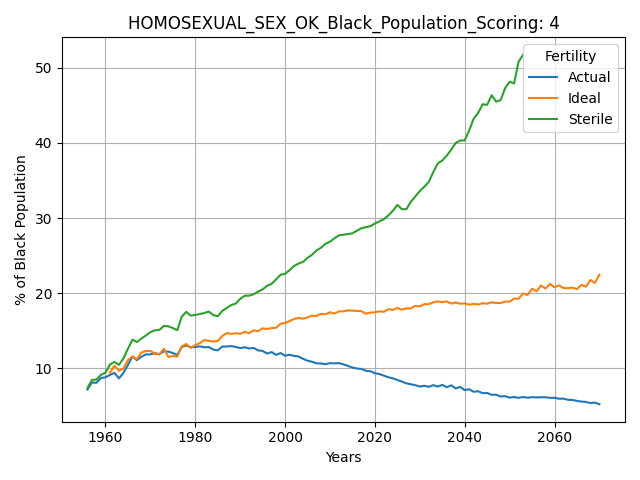 HOMOSEXUAL_SEX_OK_Black_Population_Scoring: 4
Fertility
Actual
Ideal
Sterile
% of Black Population
50
40
30
20
10
1960 1980 2000 2020 2040 2060
Years